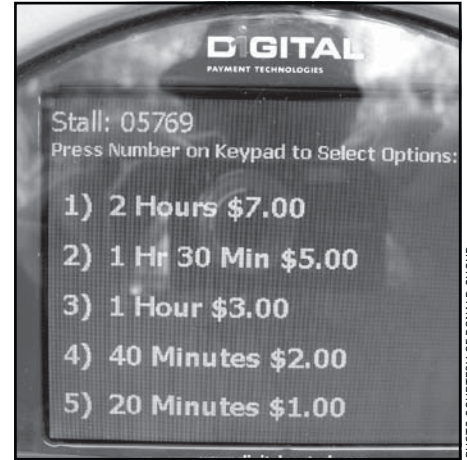 DIGITAL
PAYMENT TECHNOLOGIES
Stall: 05769
Press Number on Keypad to Select Options:
1) 2 Hours $7.00
2) 1 Hr 30 Min $5.00
3) 1 Hour $3.00
4) 40 Minutes $2.00
5) 20 Minutes $1.00